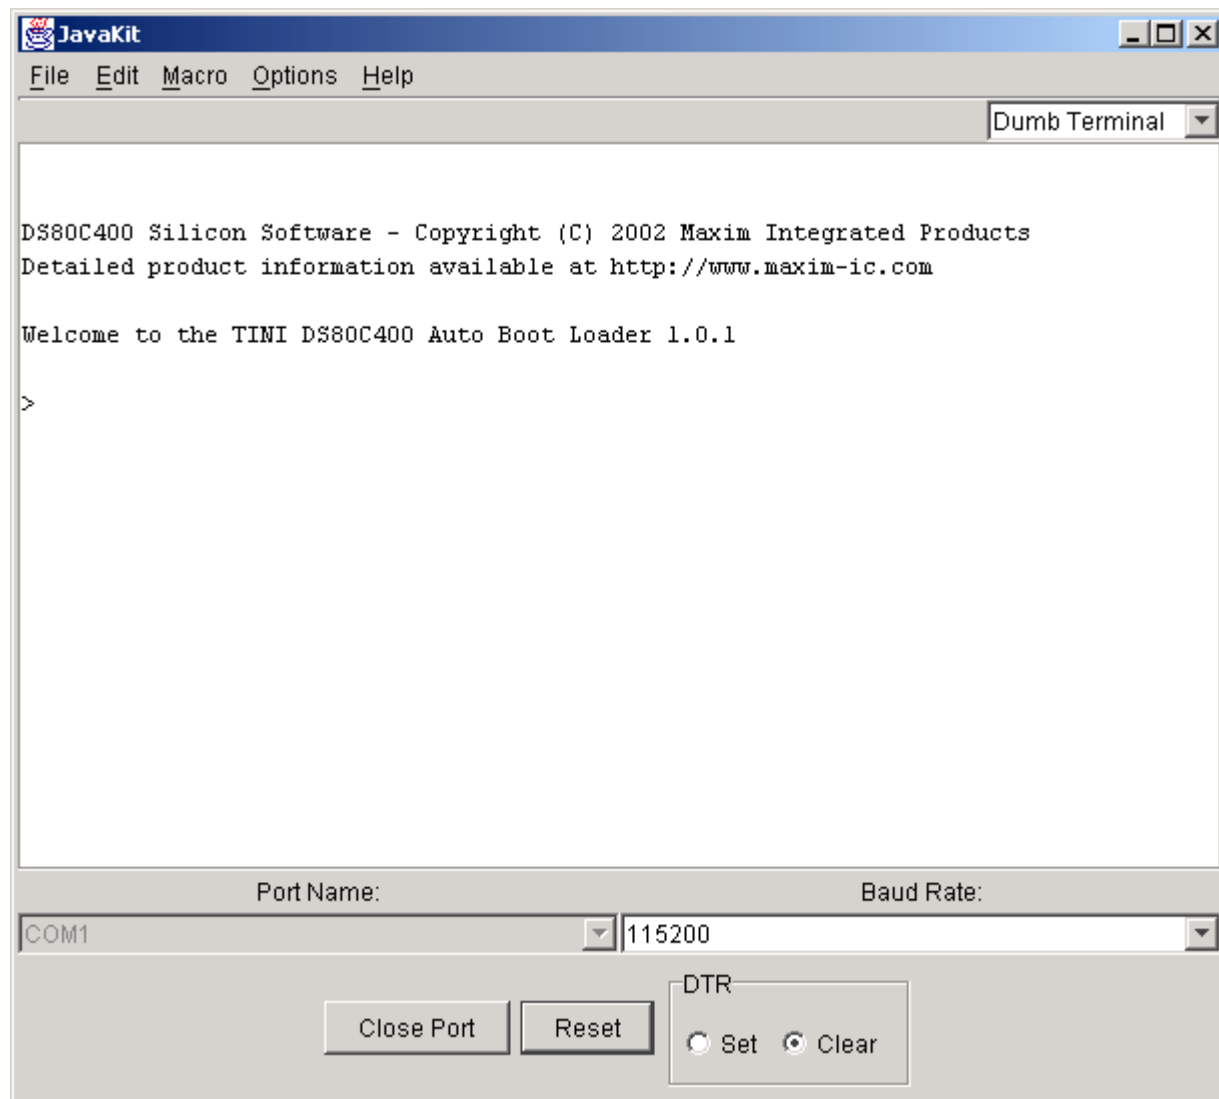 JavaKit
File Edit Macro Options Help
Dumb Terminal
DS80C400 Silicon Software - Copyright (C) 2002 Maxim Integrated Products
Detailed product information available at http://www.maxim-ic.com
Welcome to the TINI DS80C400 Auto Boot Loader 1.0.1
>
Port Name: Baud Rate:
COM1 115200
DTR
Close Port Reset Set Clear